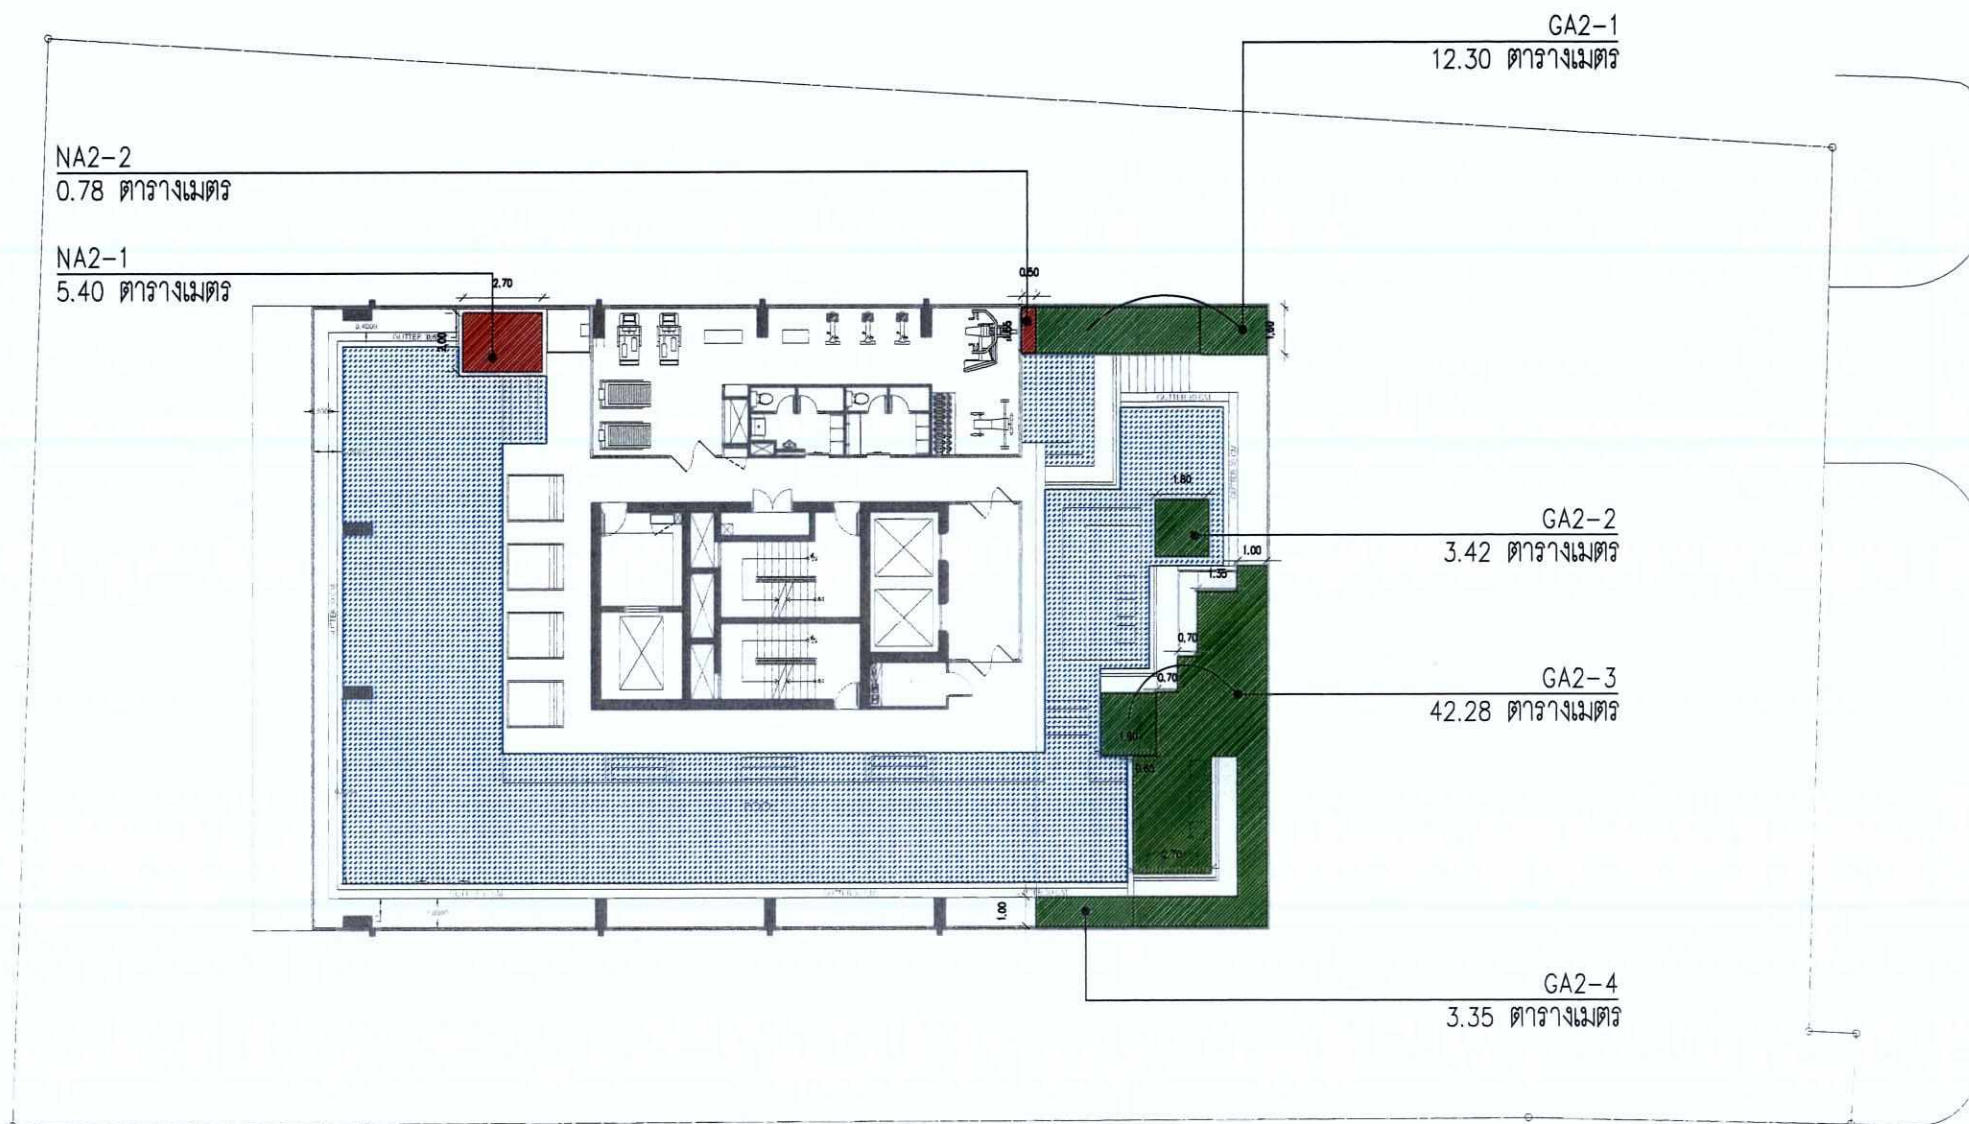 GA2-1
12.30 ตารางเมตร
NA2-2
0.78 ตารางเมตร
NA2-1
5.40 ตารางเมตร
2.70
0.50
2.00
1.80
GA2-2
3.42 ตารางเมตร
1.00
1.35
0.70
0.70
GA2-3
42.28 ตารางเมตร
0.65
2.70
1.00
GA2-4
3.35 ตารางเมตร